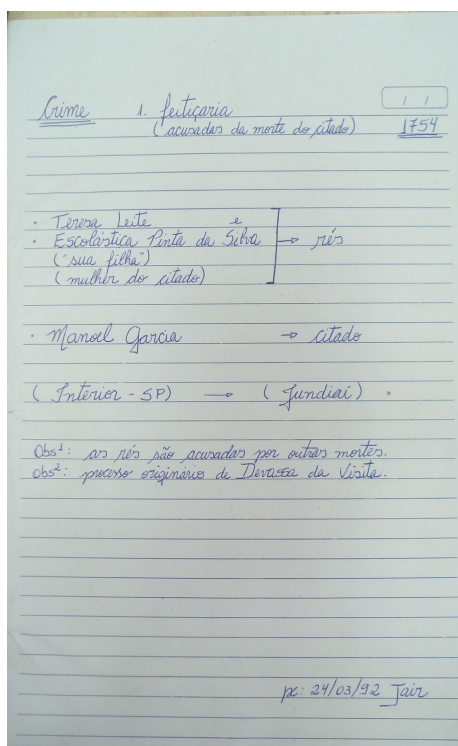 Crime 1. feitiçaria / /
(acusadas da morte do citado) 1754
· Teresa Leite e
· Escolástica Pinta da Silva → rés
("sua filha")
(mulher do citado)
· Manoel Garcia → citado
(Interior - SP) → (Jundiaí).
Obs¹: as rés são acusadas por outras mortes.
Obs²: processo originário de Devassa da Visita.
pc: 24/03/92 Jair